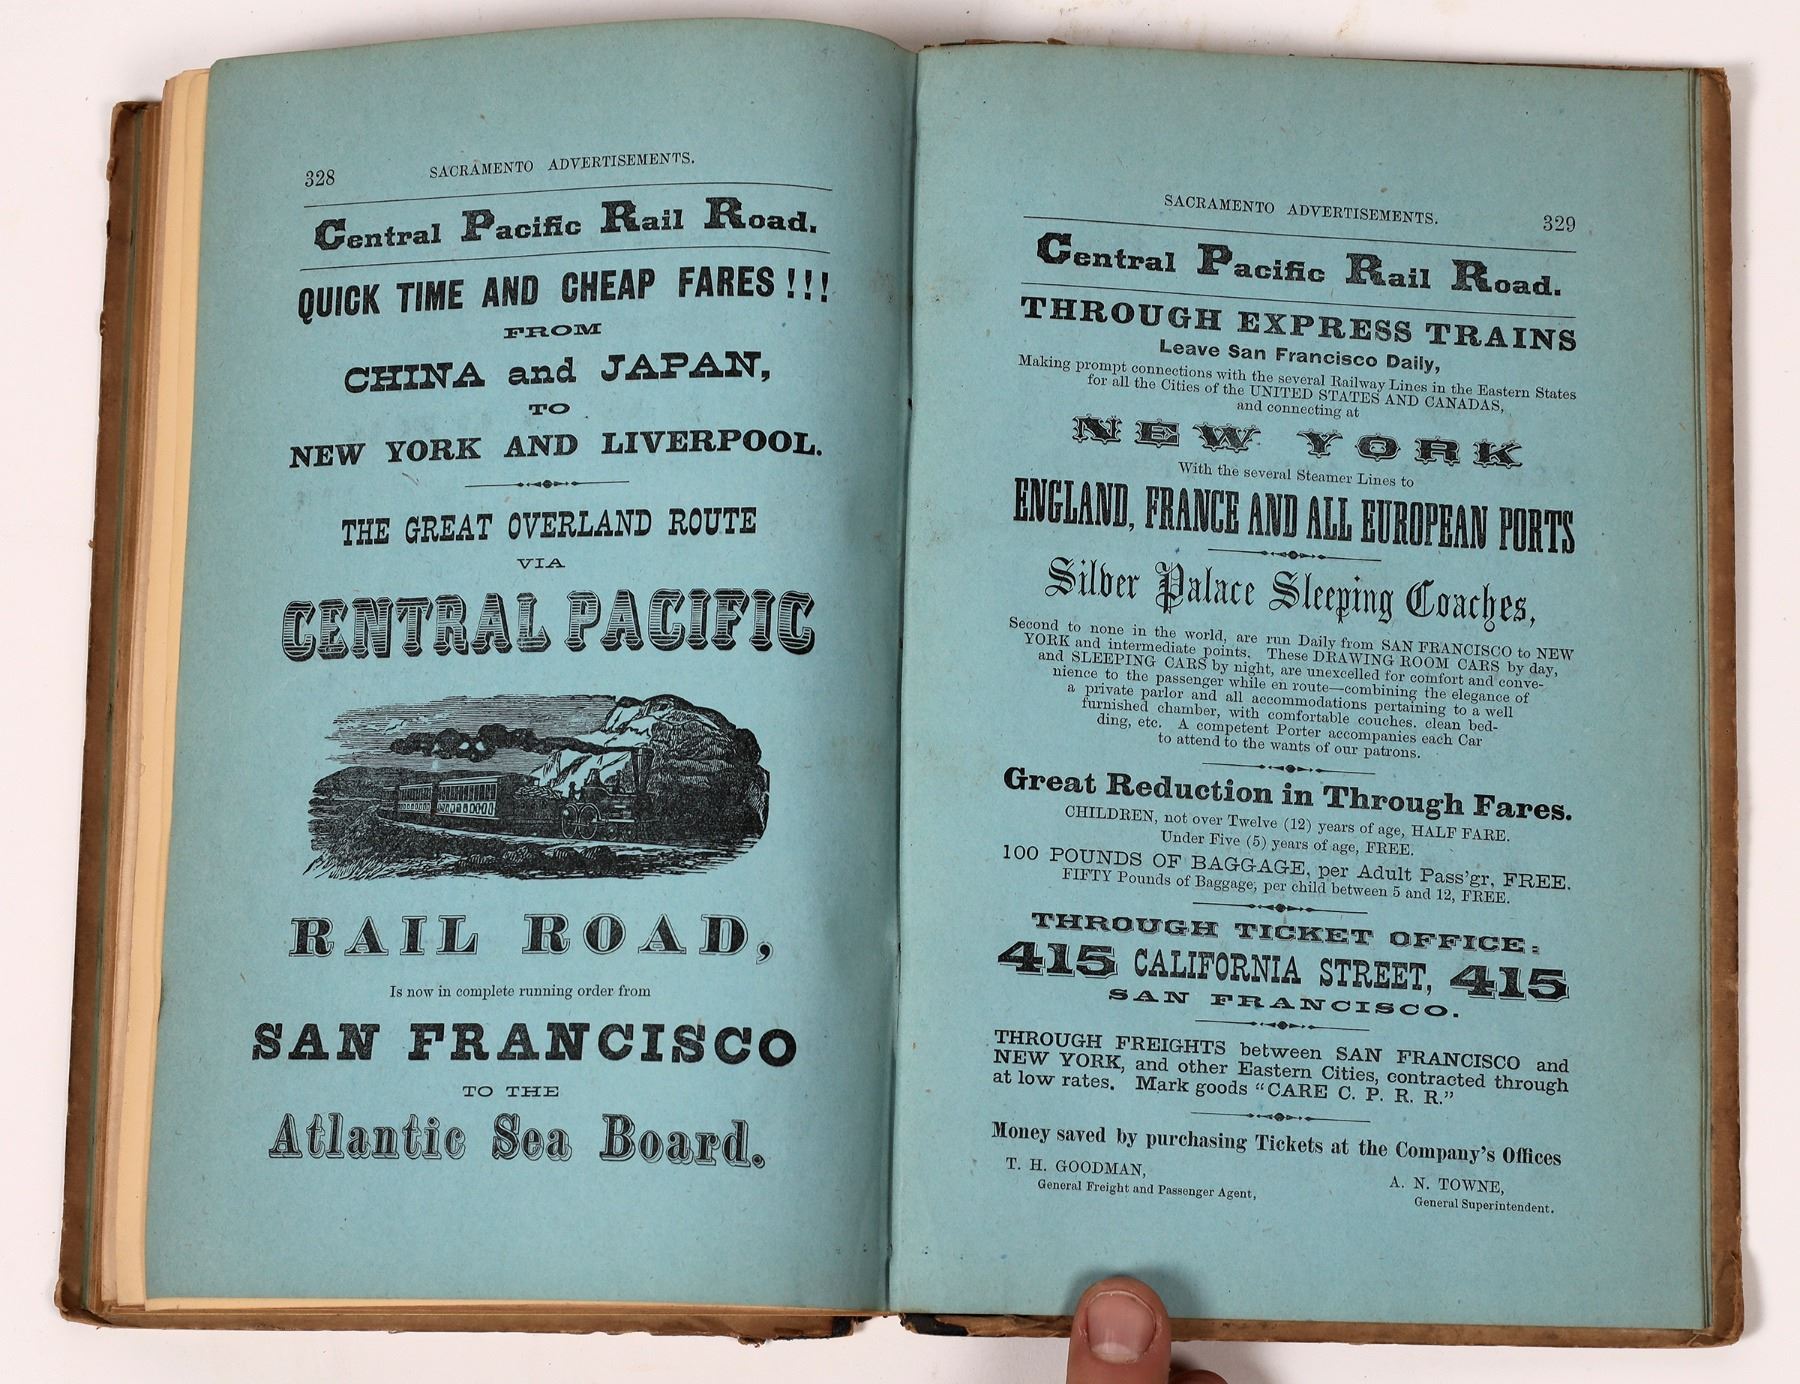 328 SACRAMENTO ADVERTISEMENTS.
Central Pacific Rail Road.
QUICK TIME AND CHEAP FARES!!!
FROM
CHINA and JAPAN,
TO
NEW YORK AND LIVERPOOL.
THE GREAT OVERLAND ROUTE
VIA
CENTRAL PACIFIC
RAIL ROAD,
Is now in complete running order from
SAN FRANCISCO
TO THE
Atlantic Sea Board.
SACRAMENTO ADVERTISEMENTS. 329
Central Pacific Rail Road.
THROUGH EXPRESS TRAINS
Leave San Francisco Daily,
Making prompt connections with the several Railway Lines in the Eastern States
for all the Cities of the UNITED STATES AND CANADAS,
and connecting at
NEW YORK
With the several Steamer Lines to
ENGLAND, FRANCE AND ALL EUROPEAN PORTS
Silver Palace Sleeping Coaches,
Second to none in the world, are run Daily from SAN FRANCISCO to NEW
YORK and intermediate points. These DRAWING ROOM CARS by day,
and SLEEPING CARS by night, are unexcelled for comfort and conve-
nience to the passenger while en route—combining the elegance of
a private parlor and all accommodations pertaining to a well
furnished chamber, with comfortable couches, clean bed-
ding, etc. A competent Porter accompanies each Car
to attend to the wants of our patrons.
Great Reduction in Through Fares.
CHILDREN, not over Twelve (12) years of age, HALF FARE.
Under Five (5) years of age, FREE.
100 POUNDS OF BAGGAGE, per Adult Pass'gr, FREE.
FIFTY Pounds of Baggage, per child between 5 and 12, FREE.
THROUGH TICKET OFFICE:
415 CALIFORNIA STREET, 415
SAN FRANCISCO.
THROUGH FREIGHTS between SAN FRANCISCO and
NEW YORK, and other Eastern Cities, contracted through
at low rates. Mark goods "CARE C. P. R. R."
Money saved by purchasing Tickets at the Company's Offices
T. H. GOODMAN, A. N. TOWNE,
General Freight and Passenger Agent, General Superintendent.